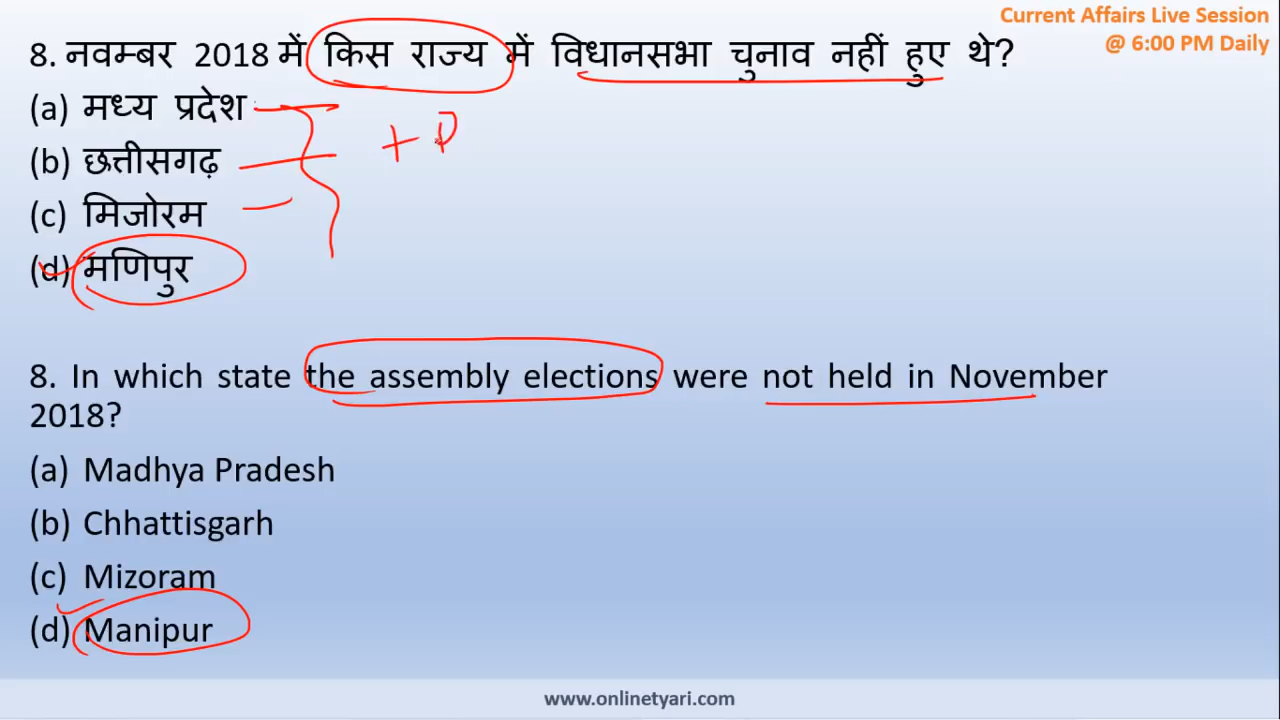 Current Affairs Live Session
@ 6:00 PM Daily
8. नवम्बर 2018 में किस राज्य में विधानसभा चुनाव नहीं हुए थे?
(a) मध्य प्रदेश
(b) छत्तीसगढ़
(c) मिजोरम
(d) मणिपुर
8. In which state the assembly elections were not held in November
2018?
(a) Madhya Pradesh
(b) Chhattisgarh
(c) Mizoram
(d) Manipur
www.onlinetyari.com